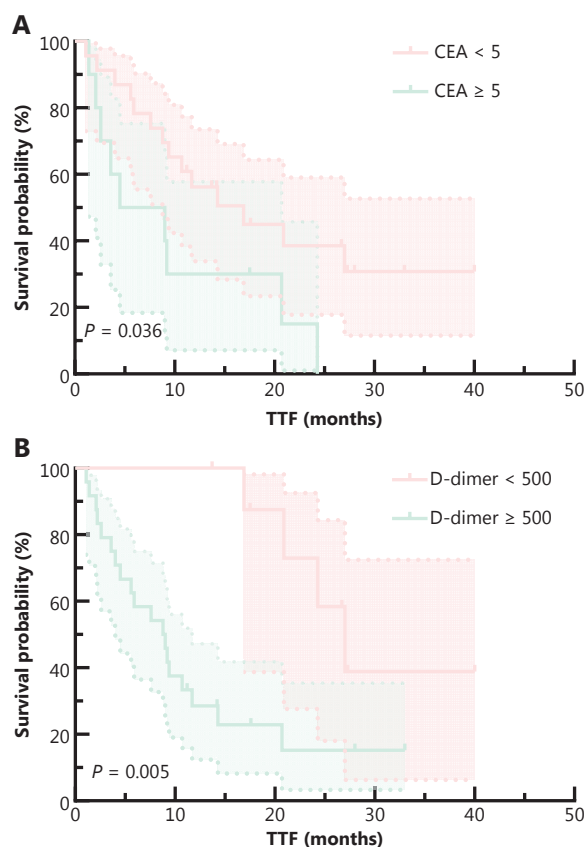 A
100
80
60
40
20
0
Survival probability (%)
CEA < 5
CEA ≥ 5
P = 0.036
0 10 20 30 40 50
TTF (months)
B
100
80
60
40
20
0
Survival probability (%)
D-dimer < 500
D-dimer ≥ 500
P = 0.005
0 10 20 30 40 50
TTF (months)